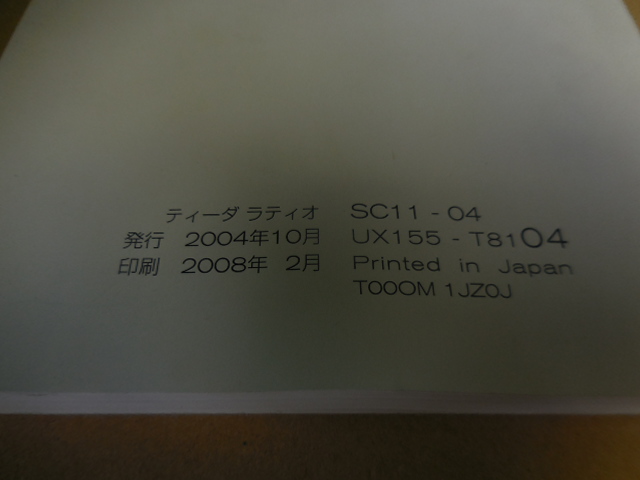 ティーダ ラティオ SC11 - 04
発行 2004年10月 UX155 - T8104
印刷 2008年 2月 Printed in Japan
TOOOM 1JZ0J